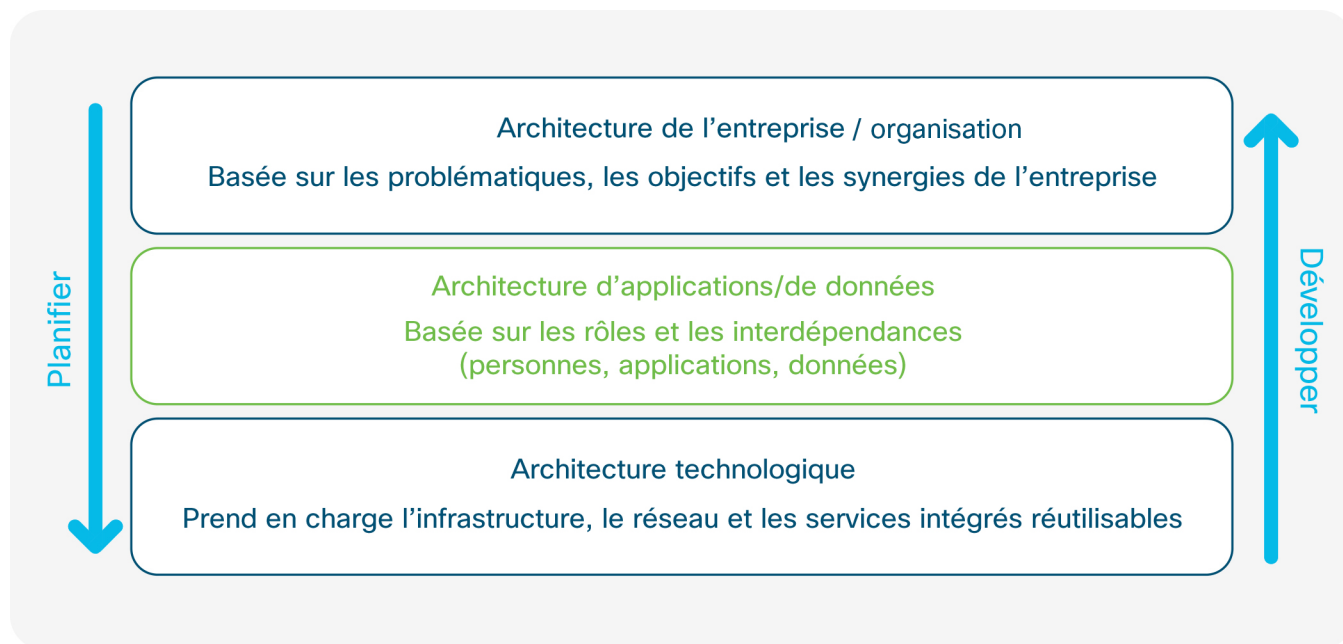 Architecture de l’entreprise / organisation
Basée sur les problématiques, les objectifs et les synergies de l’entreprise
Planifier
Développer
Architecture d’applications/de données
Basée sur les rôles et les interdépendances
(personnes, applications, données)
Architecture technologique
Prend en charge l’infrastructure, le réseau et les services intégrés réutilisables